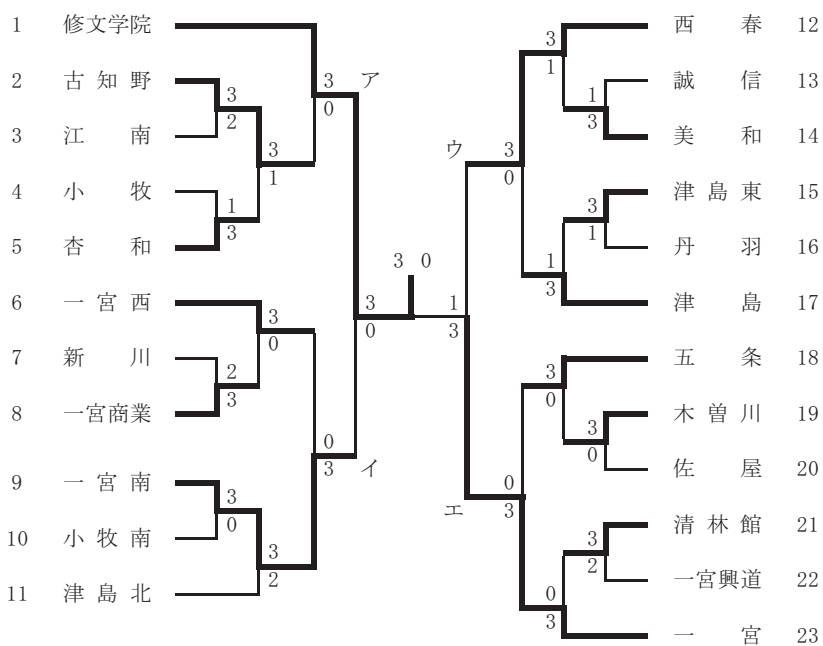 1 修文学院
2 古知野
3 江南
4 小牧
5 杏和
6 一宮西
7 新川
8 一宮商業
9 一宮南
10 小牧南
11 津島北
3
2
1
3
3
1
3
0
ア
2
3
3
0
3
0
3
2
0
3
イ
3
0
3 0
1
3
ウ
3
0
3
1
1
3
3
1
1
3
エ
0
3
3
0
3
0
3
2
0
3
西春 12
誠信 13
美和 14
津島東 15
丹羽 16
津島 17
五条 18
木曽川 19
佐屋 20
清林館 21
一宮興道 22
一宮 23